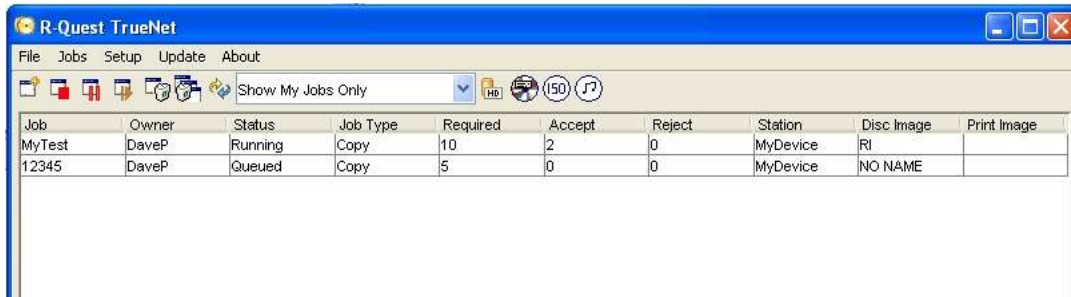 R-Quest TrueNet
File Jobs Setup Update About
Show My Jobs Only HD ISO
Job Owner Status Job Type Required Accept Reject Station Disc Image Print Image
MyTest DaveP Running Copy 10 2 0 MyDevice RI
12345 DaveP Queued Copy 5 0 0 MyDevice NO NAME